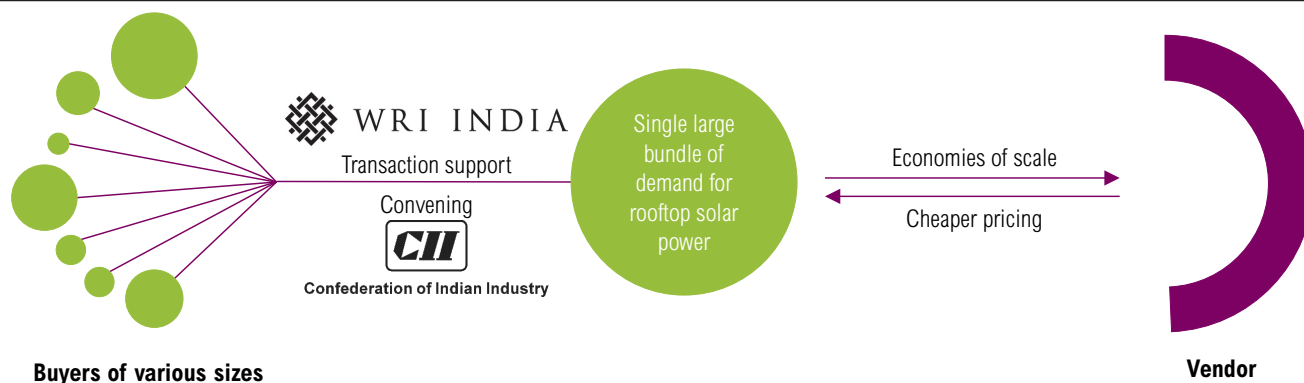 WRI INDIA
Transaction support
Convening
CII
Confederation of Indian Industry
Single large
bundle of
demand for
rooftop solar
power
Economies of scale
Cheaper pricing
Buyers of various sizes
Vendor